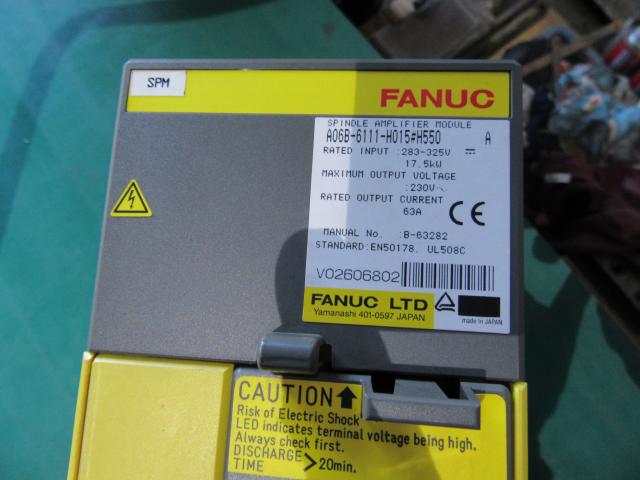 SPM
FANUC
SPINDLE AMPLIFIER MODULE
A06B-6111-H015#H550 A
RATED INPUT :283-325V ⎓
17.5kW
MAXIMUM OUTPUT VOLTAGE
:230V~
RATED OUTPUT CURRENT
63A
CE
MANUAL No. :B-63282
STANDARD:EN50178, UL508C
V02606802
FANUC LTD
Yamanashi 401-0597 JAPAN
made in JAPAN
CAUTION
Risk of Electric Shock
LED indicates terminal voltage being high.
Always check first.
DISCHARGE
TIME >20min.